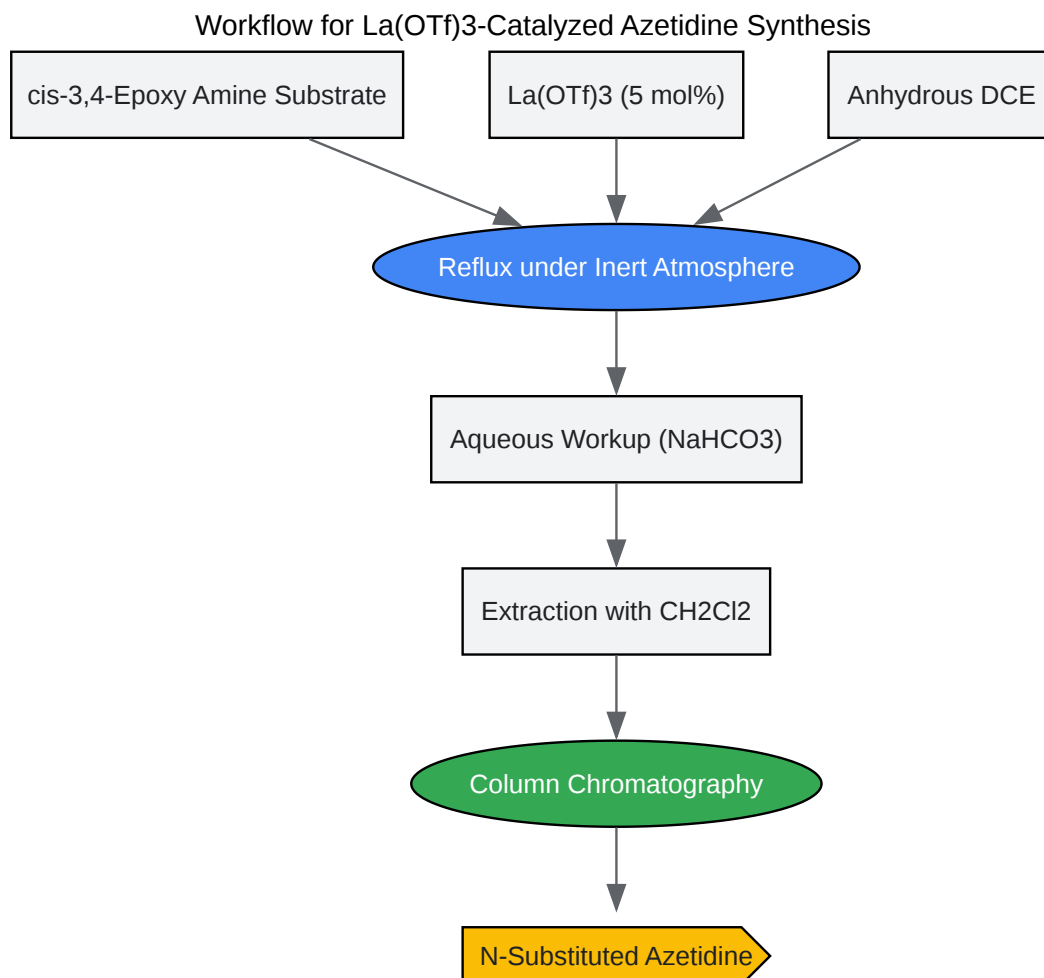 Workflow for La(OTf)3-Catalyzed Azetidine Synthesis
cis-3,4-Epoxy Amine Substrate
La(OTf)3 (5 mol%)
Anhydrous DCE
Reflux under Inert Atmosphere
Aqueous Workup (NaHCO3)
Extraction with CH2Cl2
Column Chromatography
N-Substituted Azetidine